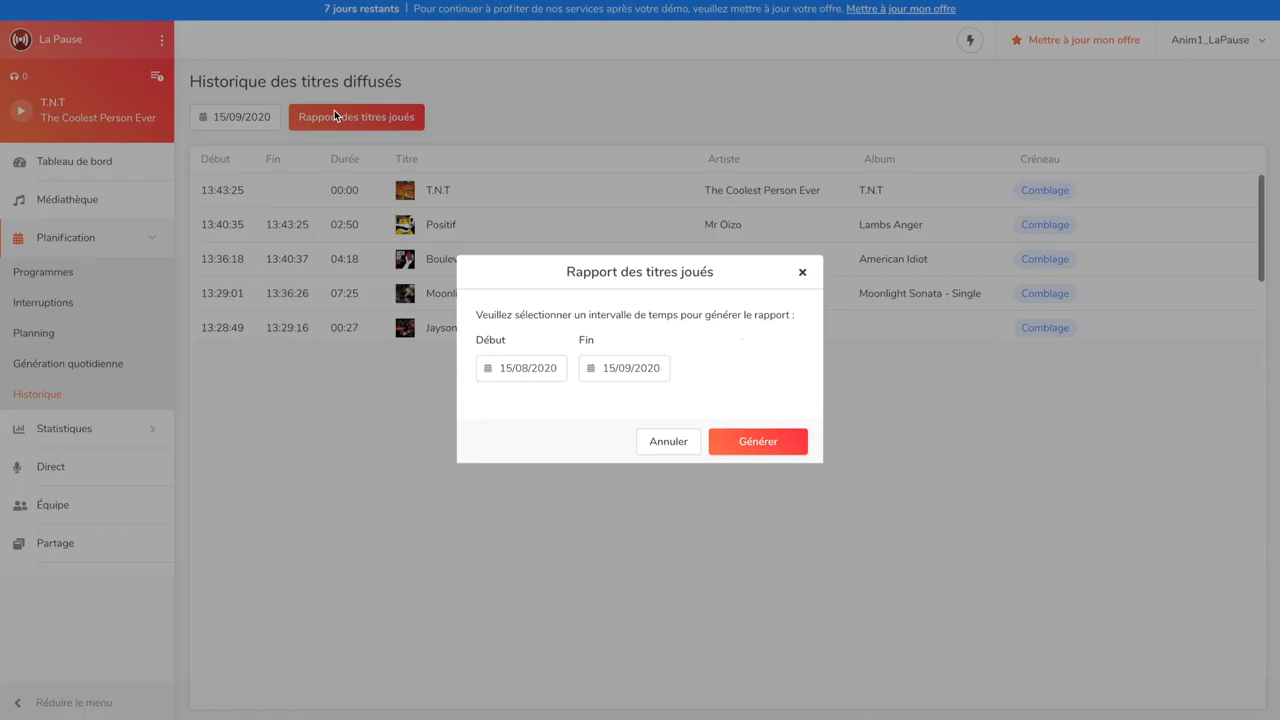 7 jours restants | Pour continuer à profiter de nos services après votre démo, veuillez mettre à jour votre offre. Mettre à jour mon offre
La Pause
Mettre à jour mon offre
Anim1_LaPause
0
T.N.T
The Coolest Person Ever
Historique des titres diffusés
15/09/2020
Rapport des titres joués
Début Fin Durée Titre Artiste Album Créneau
13:43:25 00:00 T.N.T The Coolest Person Ever T.N.T Comblage
13:40:35 13:43:25 02:50 Positif Mr Oizo Lambs Anger Comblage
13:36:18 13:40:37 04:18 American Idiot Comblage
13:29:01 13:36:26 07:25 Moonlight Sonata - Single Comblage
13:28:49 13:29:16 00:27 Jayson Comblage
Tableau de bord
Médiathèque
Planification
Programmes
Interruptions
Planning
Génération quotidienne
Historique
Statistiques
Direct
Équipe
Partage
Réduire le menu
Rapport des titres joués
Veuillez sélectionner un intervalle de temps pour générer le rapport :
Début Fin
15/08/2020 15/09/2020
Annuler Générer